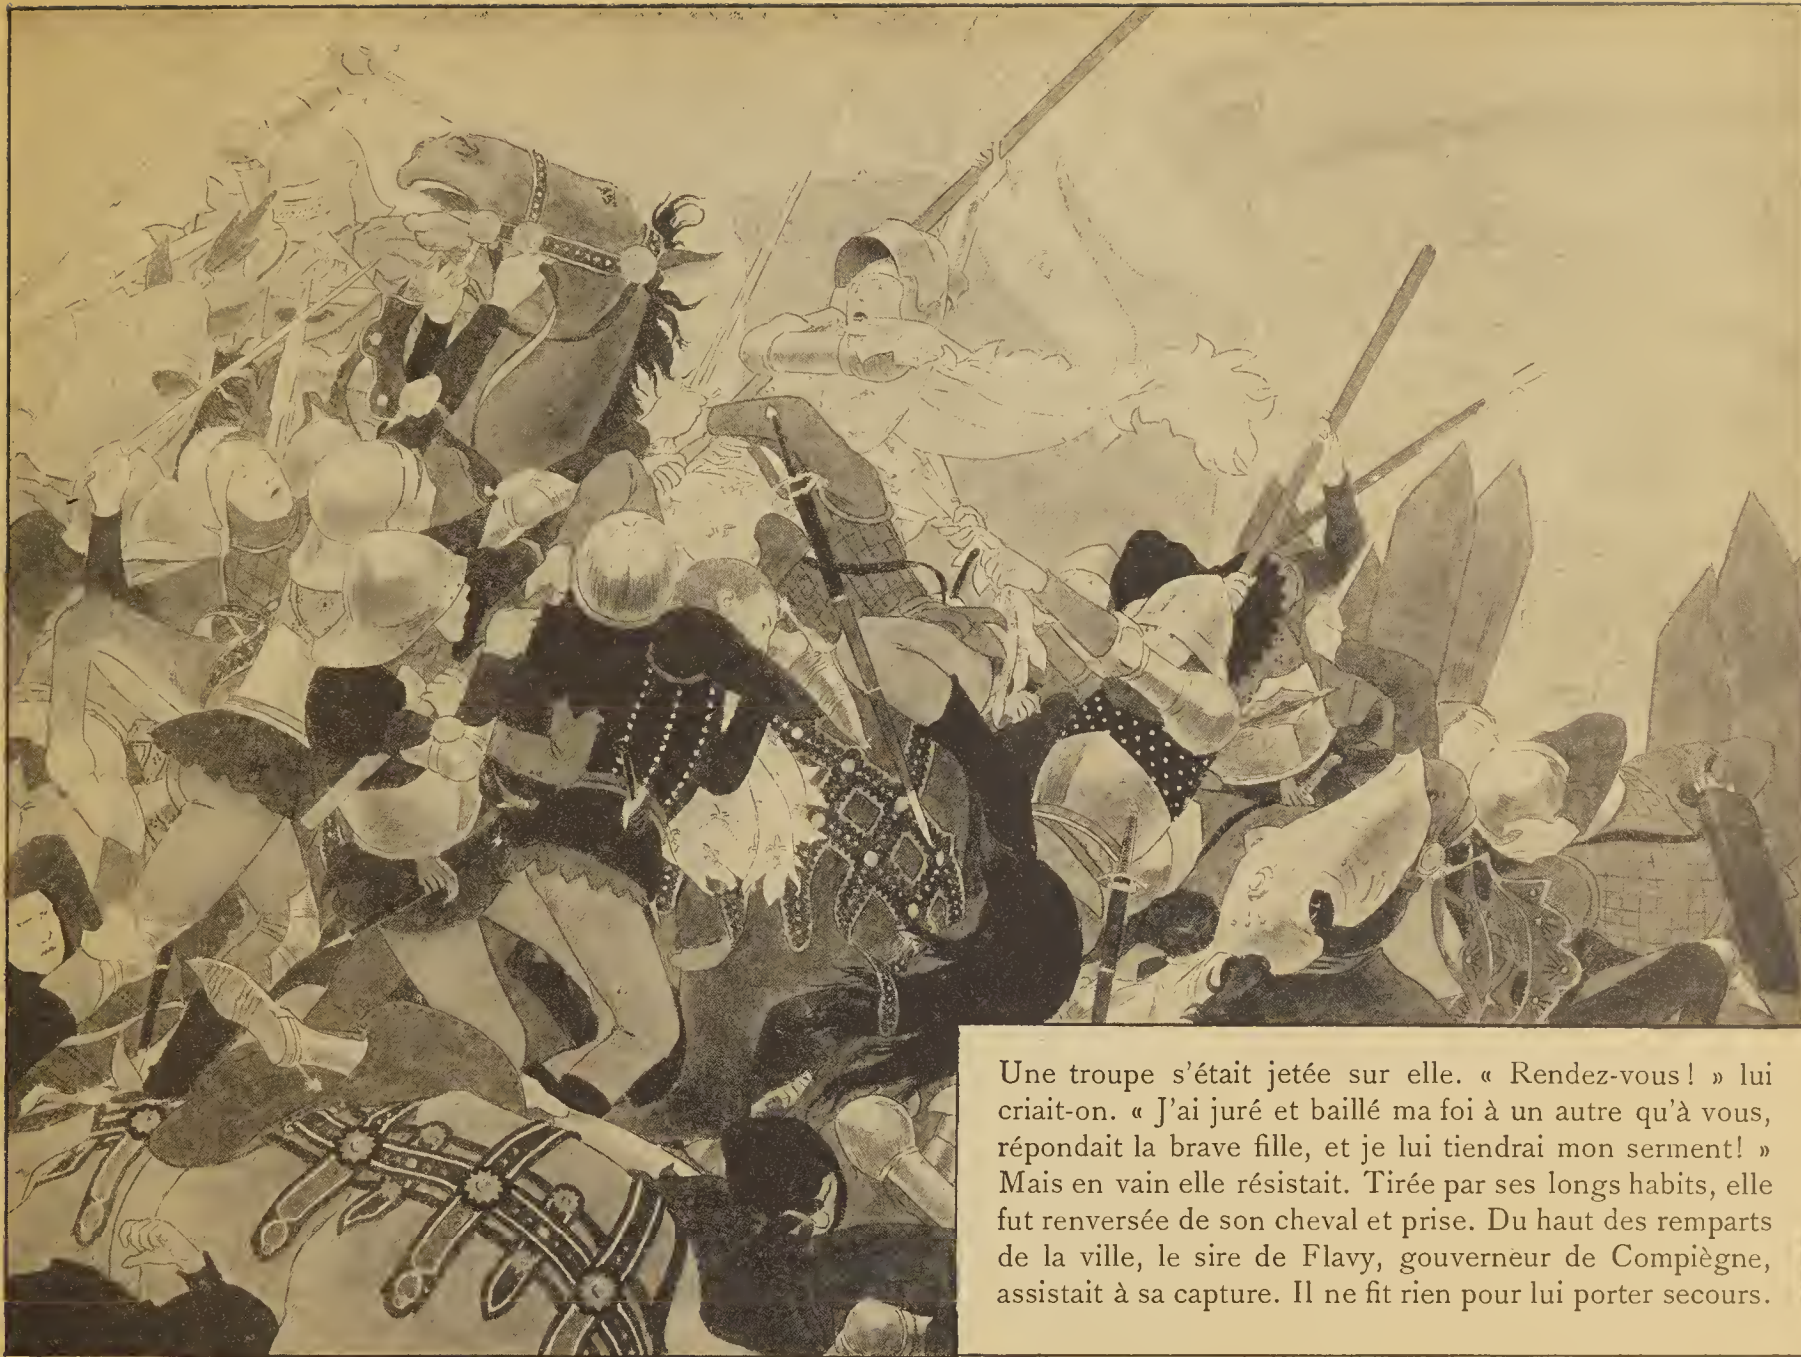 Une troupe s'était jetée sur elle. « Rendez-vous ! » lui
criait-on. « J'ai juré et baillé ma foi à un autre qu'à vous,
répondait la brave fille, et je lui tiendrai mon serment! »
Mais en vain elle résistait. Tirée par ses longs habits, elle
fut renversée de son cheval et prise. Du haut des remparts
de la ville, le sire de Flavy, gouverneur de Compiègne,
assistait à sa capture. Il ne fit rien pour lui porter secours.